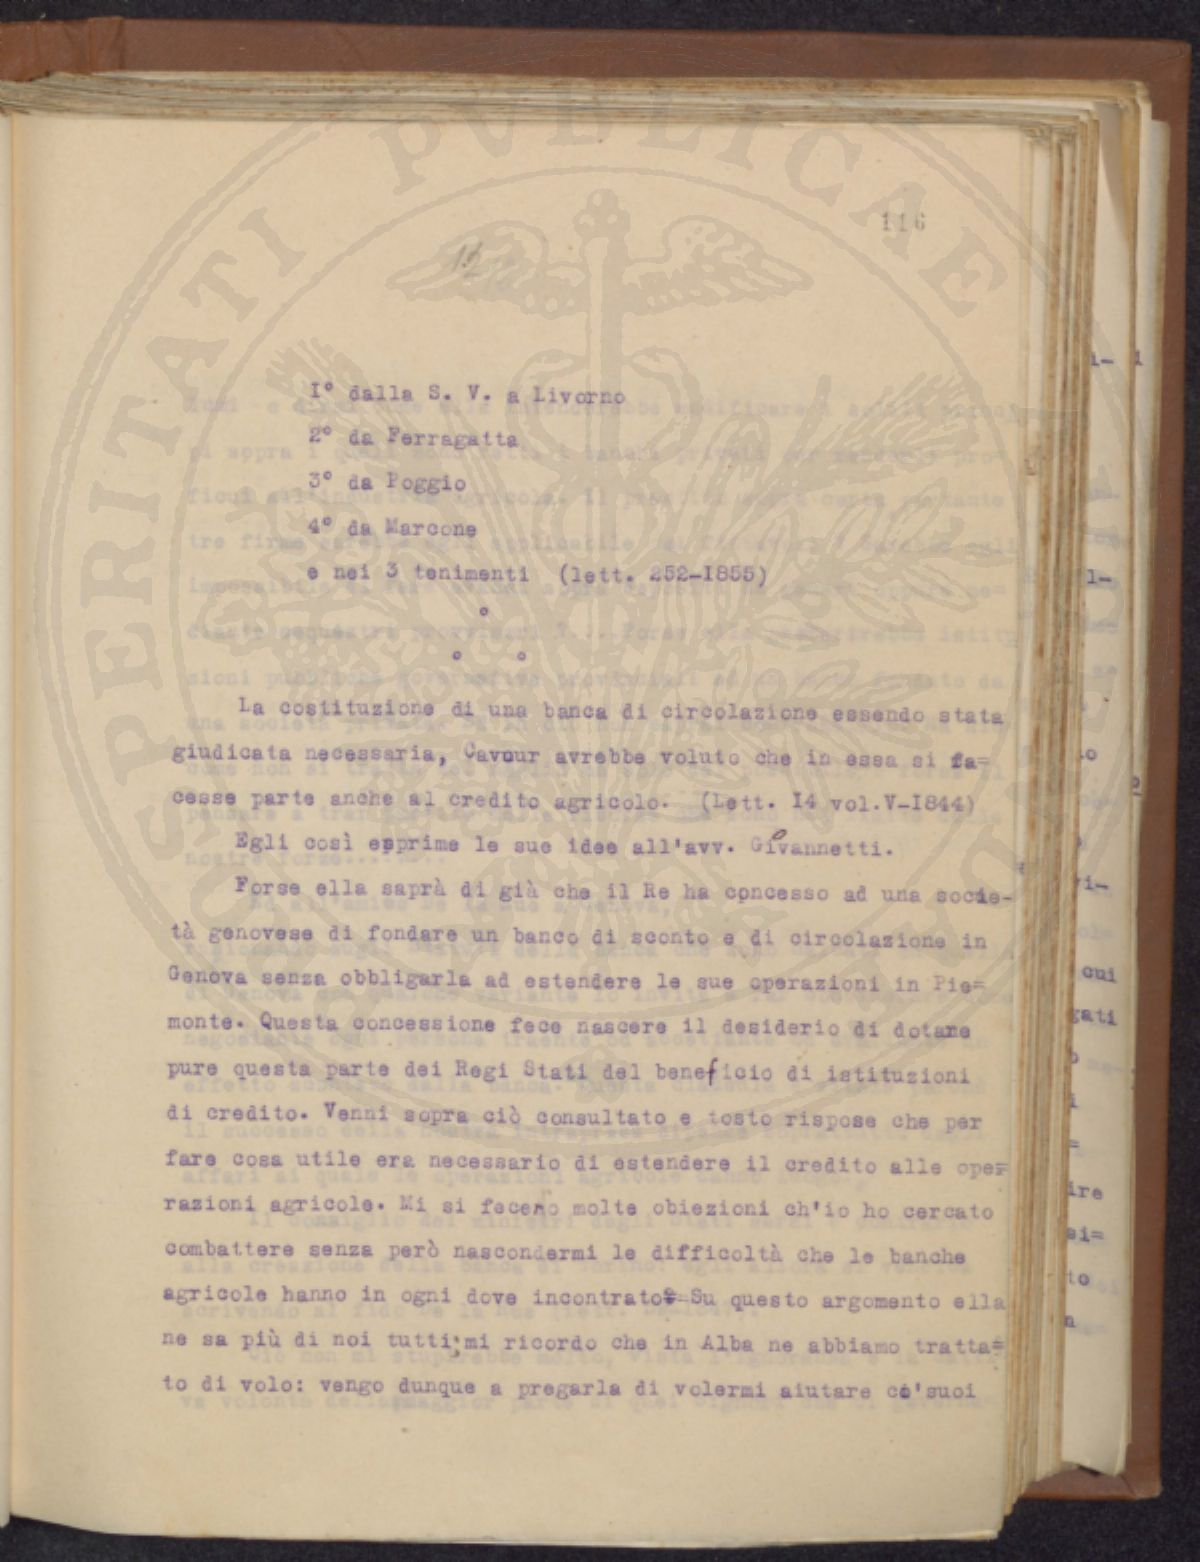 PROSPERITATI PUBLICAE
116
I° dalla S. V. a Livorno
2° da Ferragatta
3° da Poggio
4° da Marcone
e nei 3 tenimenti (lett. 252-I855)
La costituzione di una banca di circolazione essendo stata
giudicata necessaria, Cavour avrebbe voluto che in essa si fa=
cesse parte anche al credito agricolo. (Lett. I4 vol.V-I844)
Egli così esprime le sue idee all'avv. Giovannetti.
Forse ella saprà di già che il Re ha concesso ad una socie-
tà genovese di fondare un banco di sconto e di circolazione in
Genova senza obbligarla ad estendere le sue operazioni in Pie=
monte. Questa concessione fece nascere il desiderio di dotare
pure questa parte dei Regi Stati del beneficio di istituzioni
di credito. Venni sopra ciò consultato e tosto rispose che per
fare cosa utile era necessario di estendere il credito alle ope=
razioni agricole. Mi si fecero molte obiezioni ch'io ho cercato
combattere senza però nascondermi le difficoltà che le banche
agricole hanno in ogni dove incontrato. Su questo argomento ella
ne sa più di noi tutti; mi ricordo che in Alba ne abbiamo tratta=
to di volo: vengo dunque a pregarla di volermi aiutare co'suoi